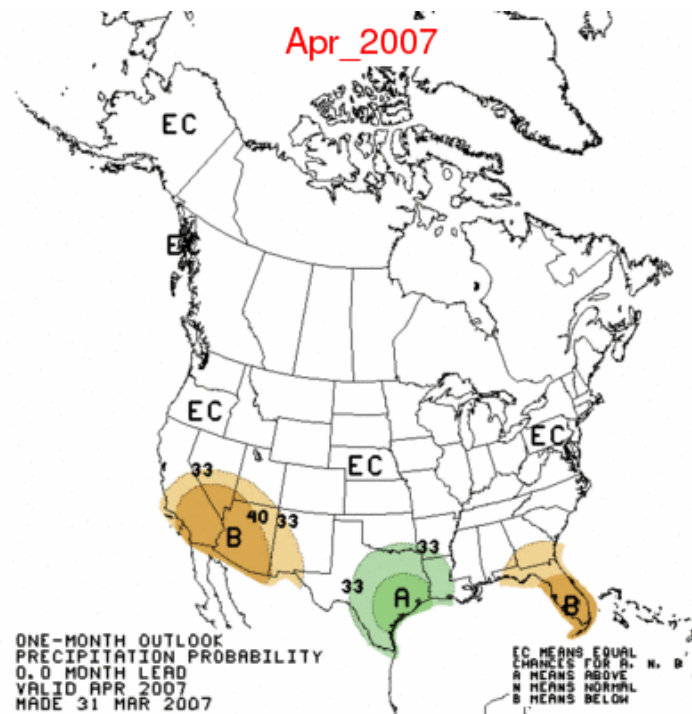 Apr_2007
EC
EC
EC
EC
EC
33
40
33
B
33
33
A
B
ONE-MONTH OUTLOOK
PRECIPITATION PROBABILITY
0.0 MONTH LEAD
VALID APR 2007
MADE 31 MAR 2007
EC MEANS EQUAL
CHANCES FOR A, N, B
A MEANS ABOVE
N MEANS NORMAL
B MEANS BELOW